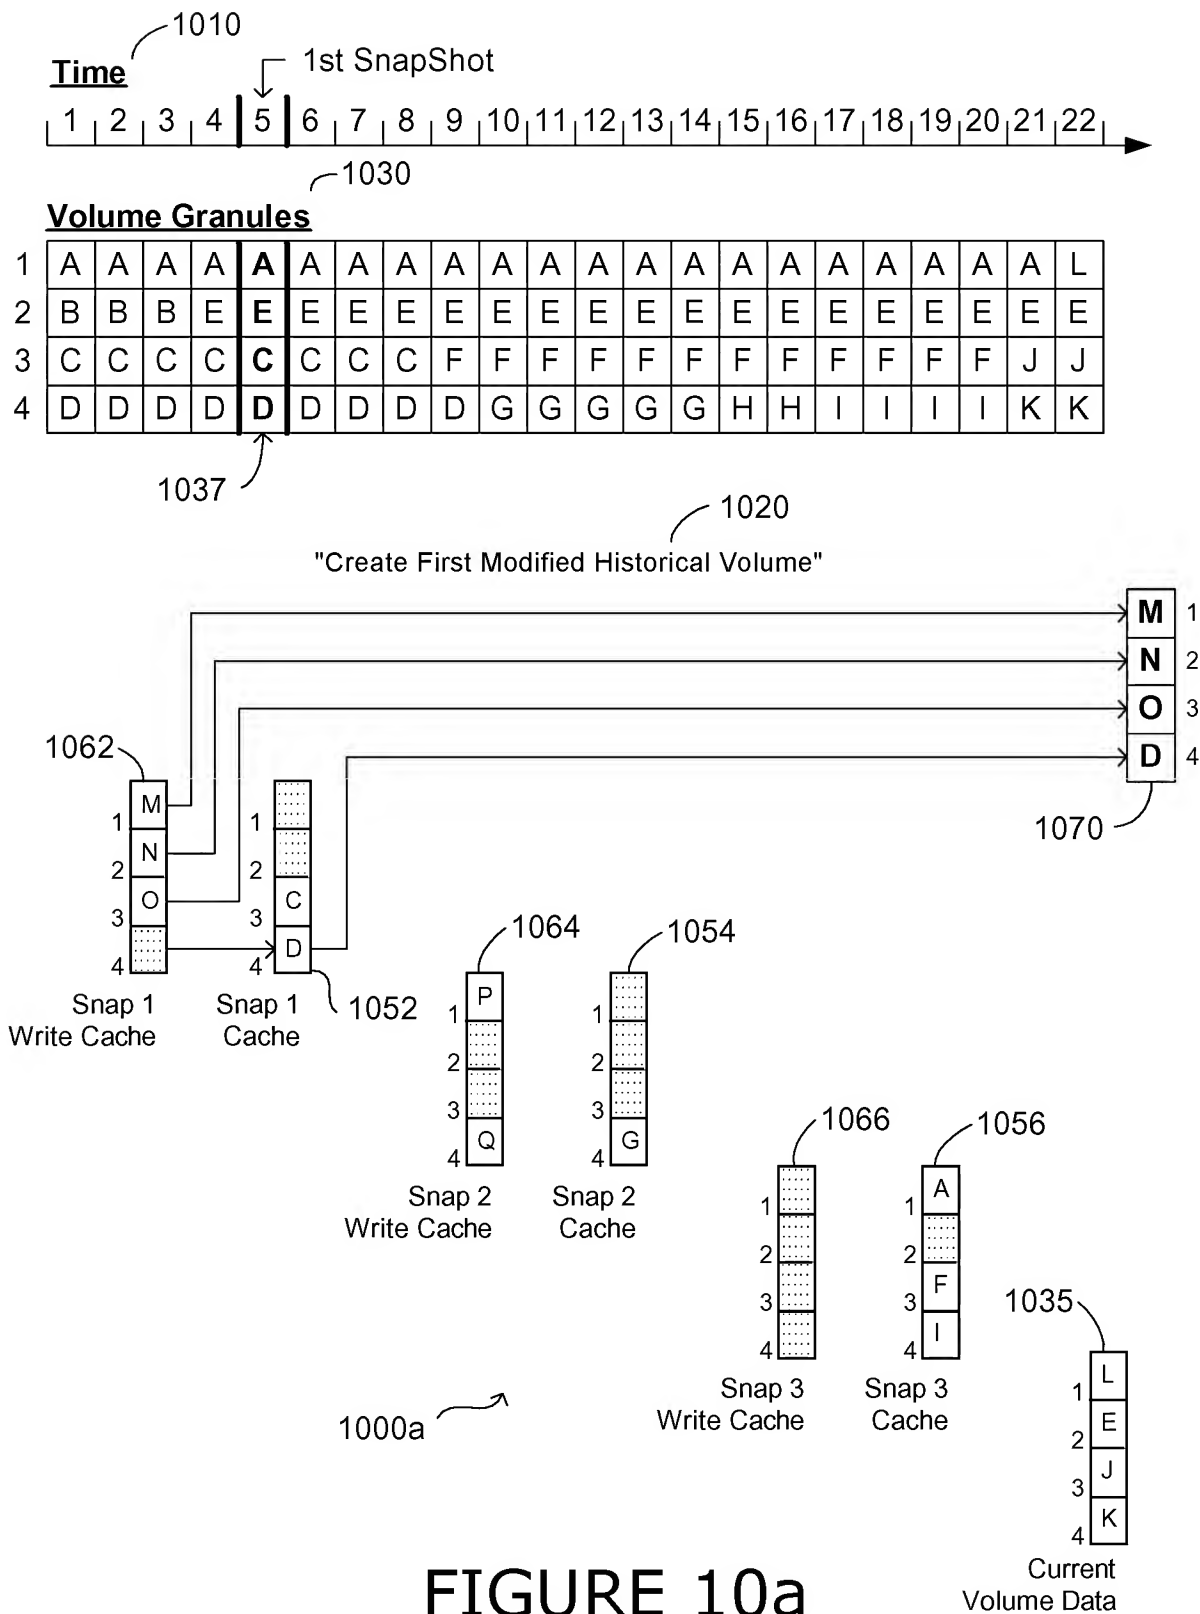 1010
1st SnapShot
Time
1 2 3 4 5 6 7 8 9 10 11 12 13 14 15 16 17 18 19 20 21 22
1030
Volume Granules
1 A A A A A A A A A A A A A A A A A A A A A L
2 B B B E E E E E E E E E E E E E E E E E E E
3 C C C C C C C C F F F F F F F F F F F F J J
4 D D D D D D D D D G G G G G H H I I I I K K
1037
1020
"Create First Modified Historical Volume"
M 1
N 2
O 3
D 4
1070
1062
M
1
N
2
O
3
4
Snap 1
Write Cache
1
2
C
3
D
4
Snap 1
Cache
1052
1064
P
1
2
3
Q
4
Snap 2
Write Cache
1054
1
2
3
G
4
Snap 2
Cache
1066
1
2
3
4
Snap 3
Write Cache
1056
A
1
2
F
3
I
4
Snap 3
Cache
1035
L
1
E
2
J
3
K
4
Current
Volume Data
1000a
FIGURE 10a